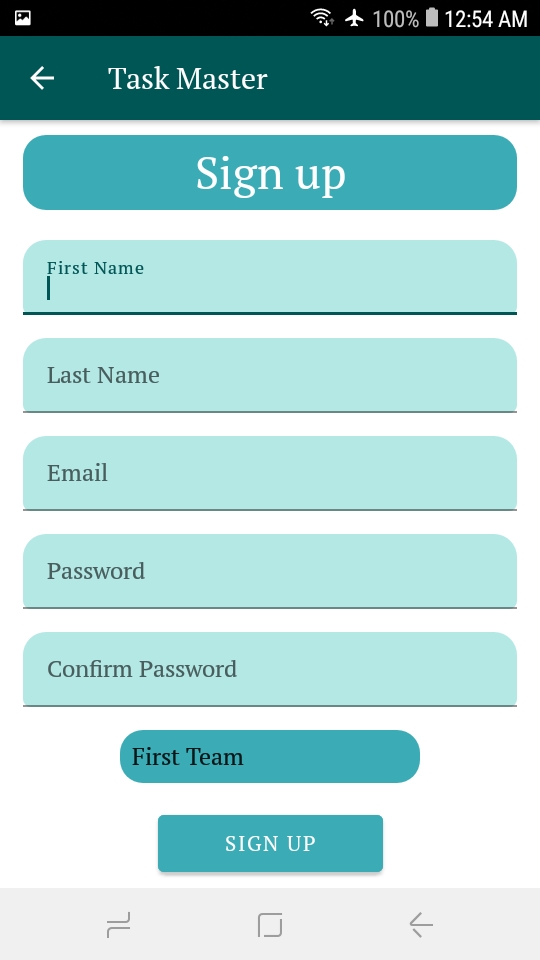 100% 12:54 AM
Task Master
Sign up
First Name
Last Name
Email
Password
Confirm Password
First Team
SIGN UP